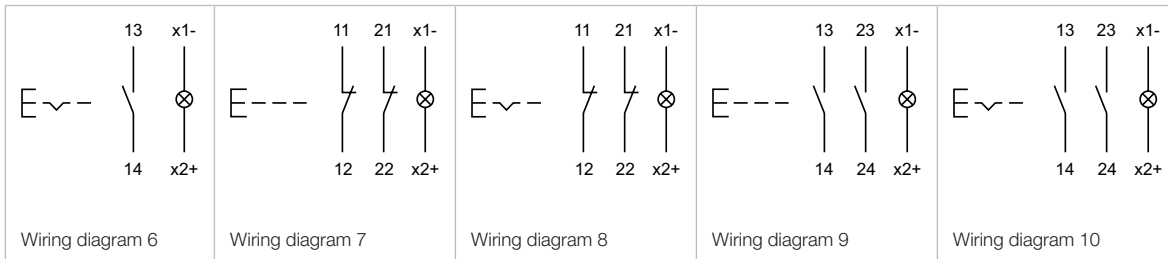 13 x1-
14 x2+
Wiring diagram 6
11 21 x1-
12 22 x2+
Wiring diagram 7
11 21 x1-
12 22 x2+
Wiring diagram 8
13 23 x1-
14 24 x2+
Wiring diagram 9
13 23 x1-
14 24 x2+
Wiring diagram 10